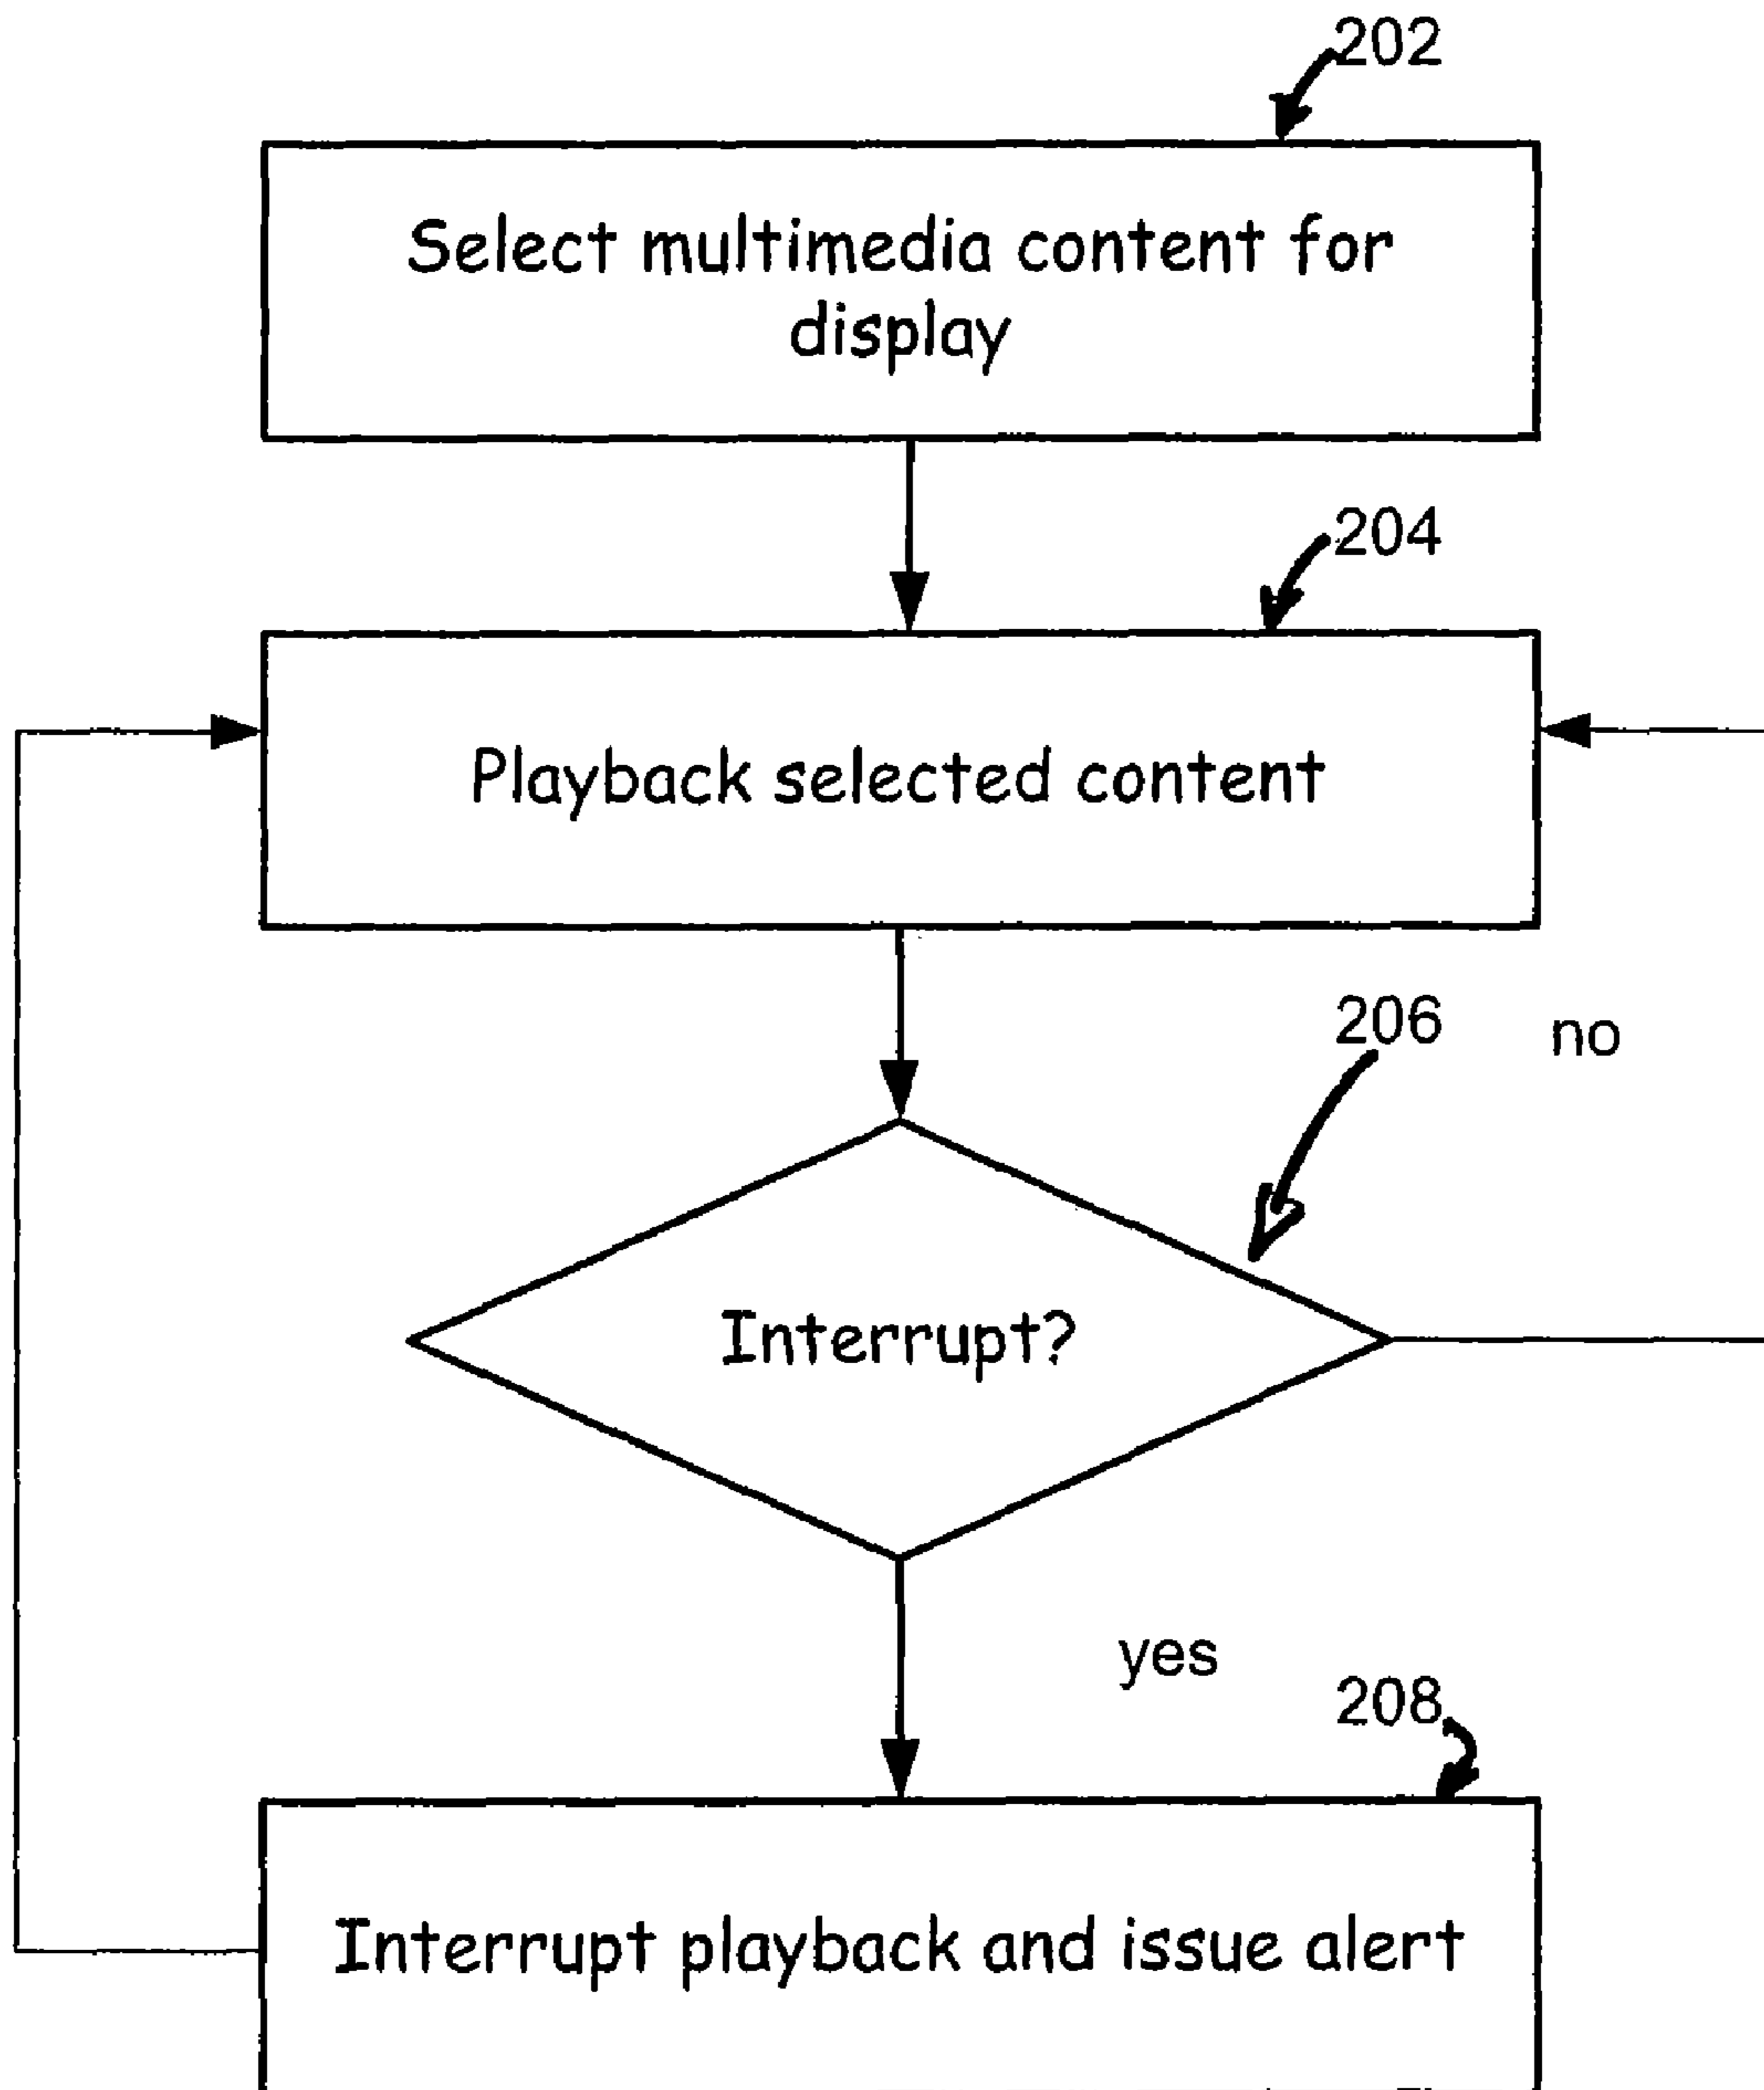 202
Select multimedia content for
display
204
Playback selected content
206
no
Interrupt?
yes
208
Interrupt playback and issue alert